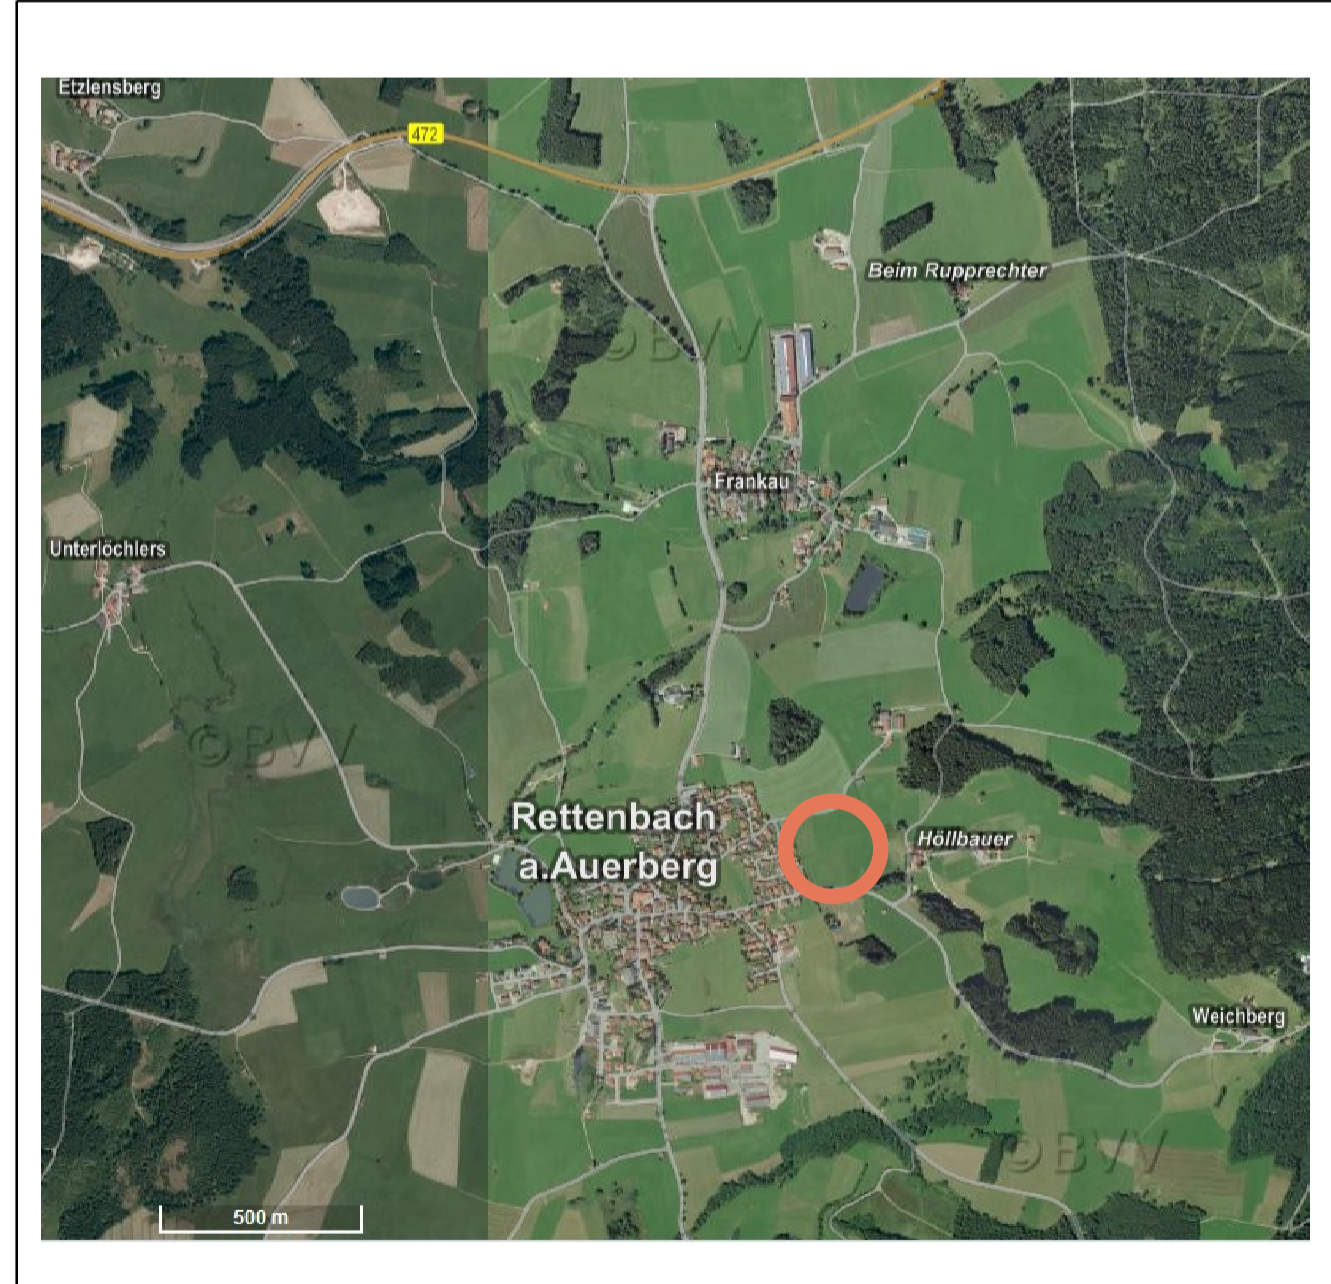 Etzlensberg
472
Beim Rupprechter
©BVV
Frankau
Unterlöchlers
©BVV
Rettenbach
a.Auerberg
Höllbauer
Weichberg
©BVV
500 m